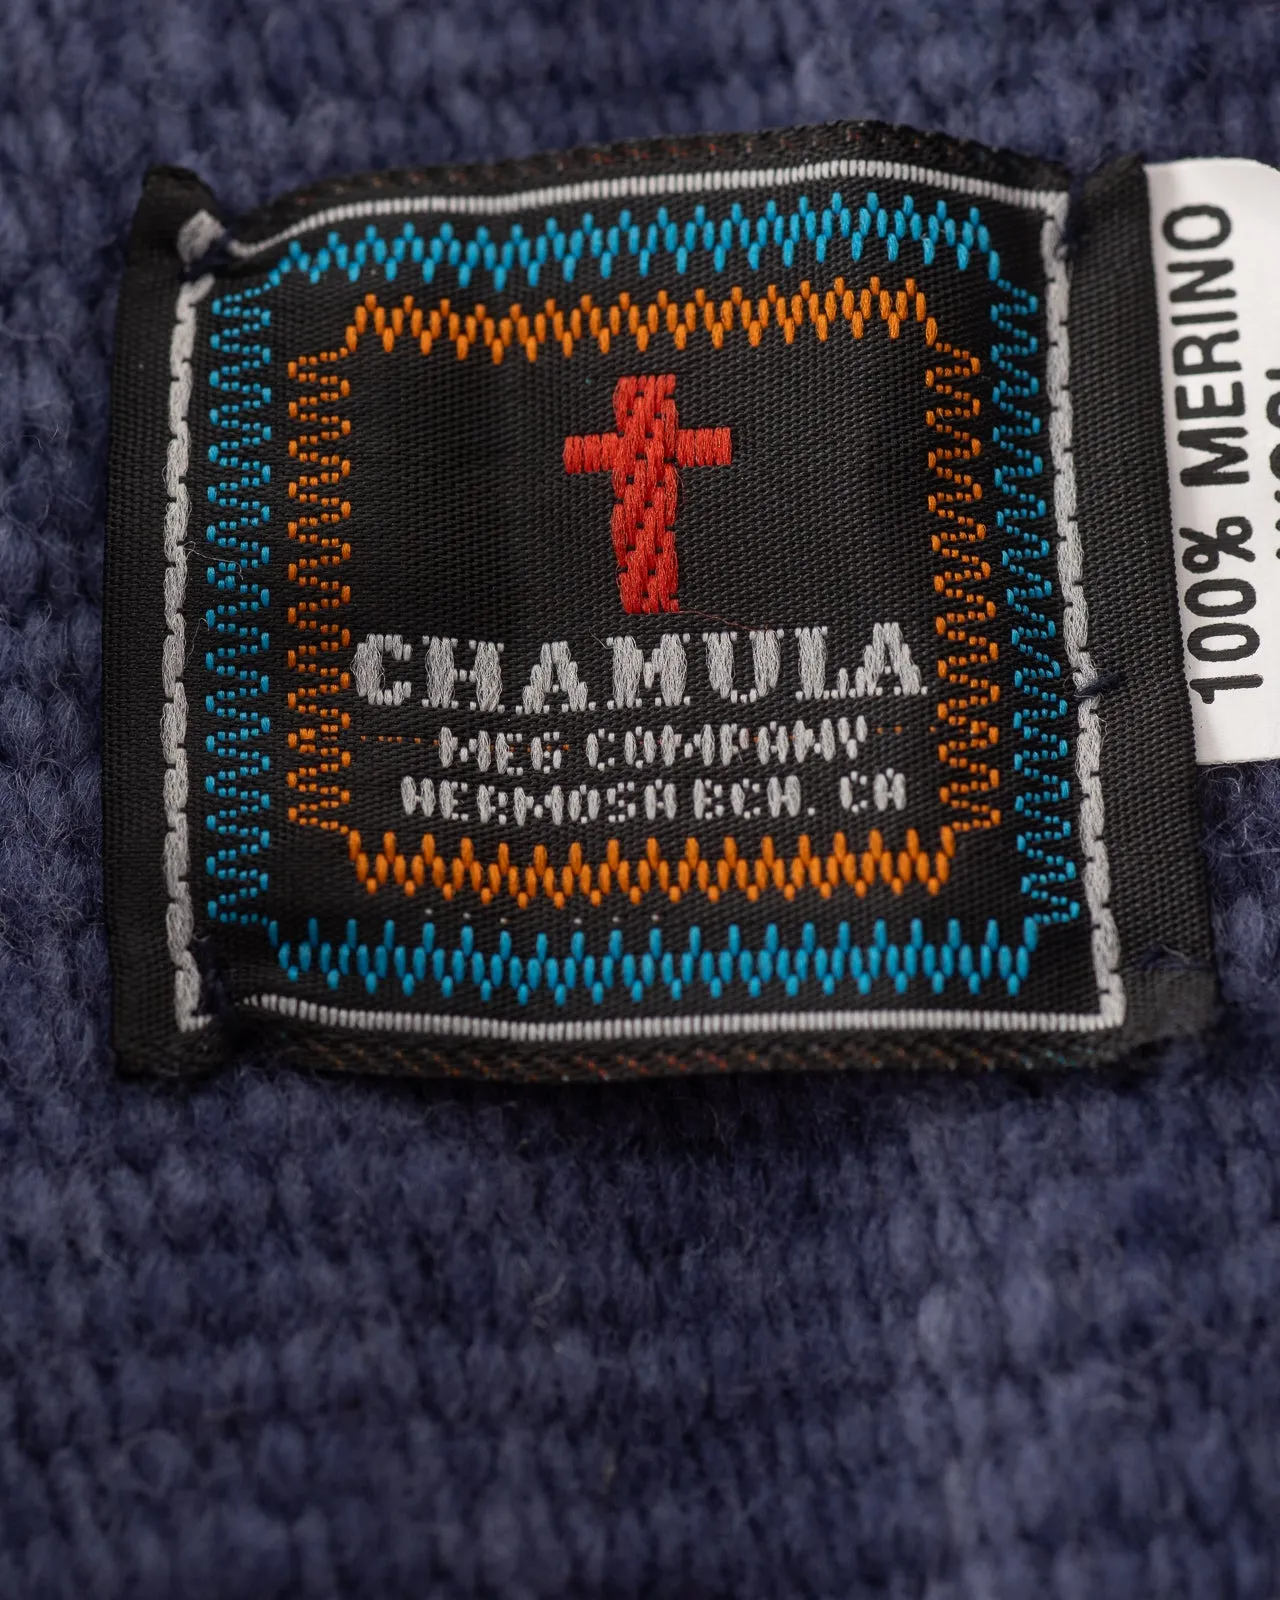 CHAMULA
MFG COMPANY
HERMOSA BCH. CA
100% MERINO